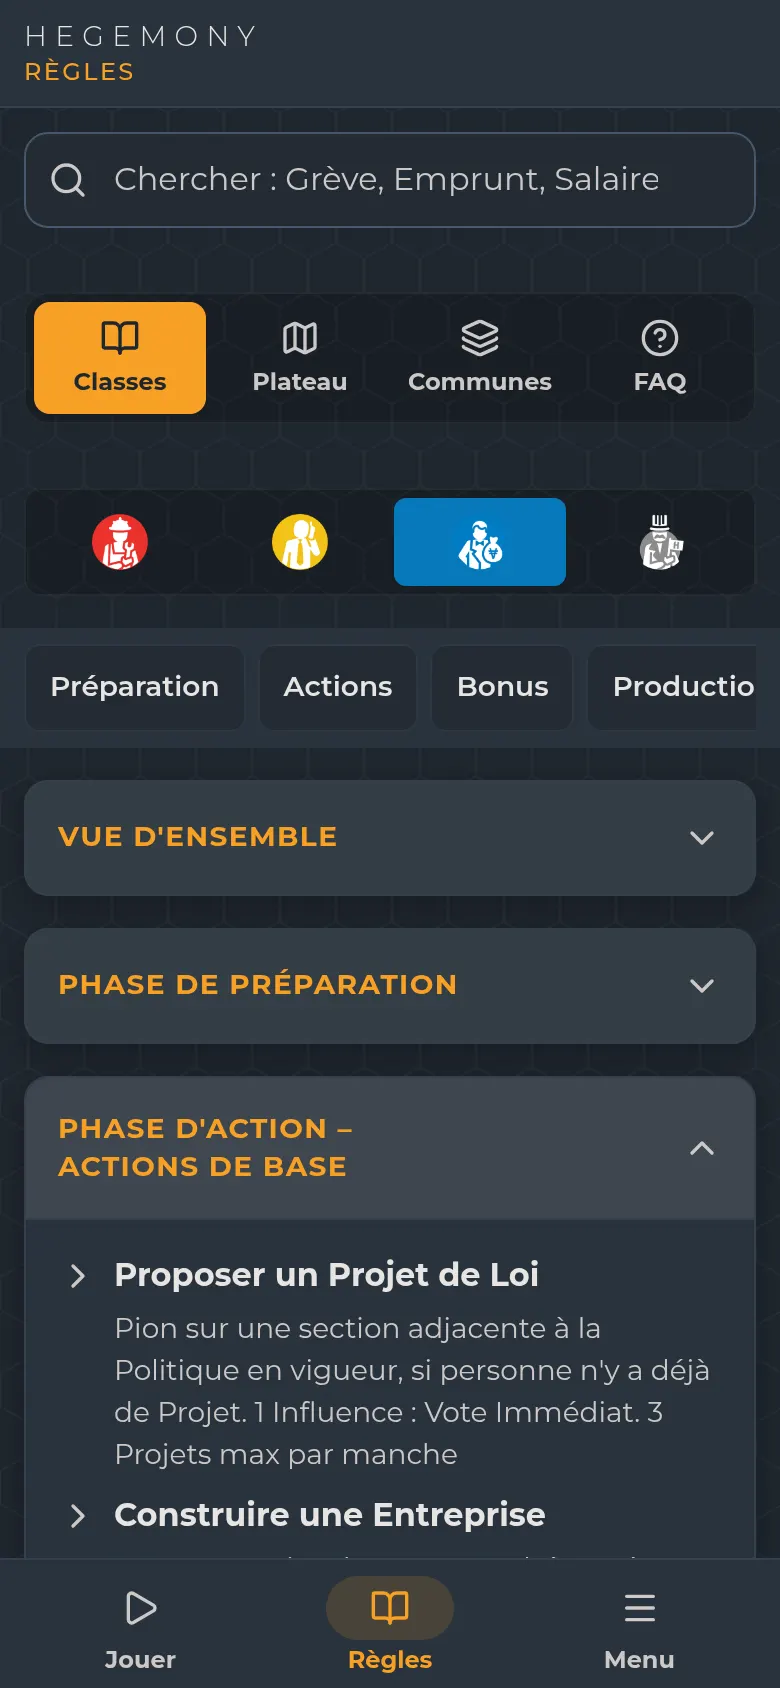 HEGEMONY
RÈGLES
Chercher : Grève, Emprunt, Salaire
Classes
Plateau
Communes
FAQ
Préparation
Actions
Bonus
Productio
VUE D'ENSEMBLE
PHASE DE PRÉPARATION
PHASE D'ACTION –
ACTIONS DE BASE
Proposer un Projet de Loi
Pion sur une section adjacente à la
Politique en vigueur, si personne n'y a déjà
de Projet. 1 Influence : Vote Immédiat. 3
Projets max par manche
Construire une Entreprise
Jouer
Règles
Menu